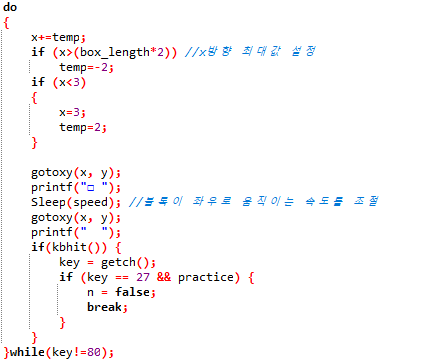 do
{
x+=temp;
if (x>(box_length*2)) //x방향 최대값 설정
temp=-2;
if (x<3)
{
x=3;
temp=2;
}
gotoxy(x, y);
printf("□ ");
Sleep(speed); //블록이 좌우로 움직이는 속도를 조절
gotoxy(x, y);
printf("  ");
if(kbhit()) {
key = getch();
if (key == 27 && practice) {
n = false;
break;
}
}
}while(key!=80);